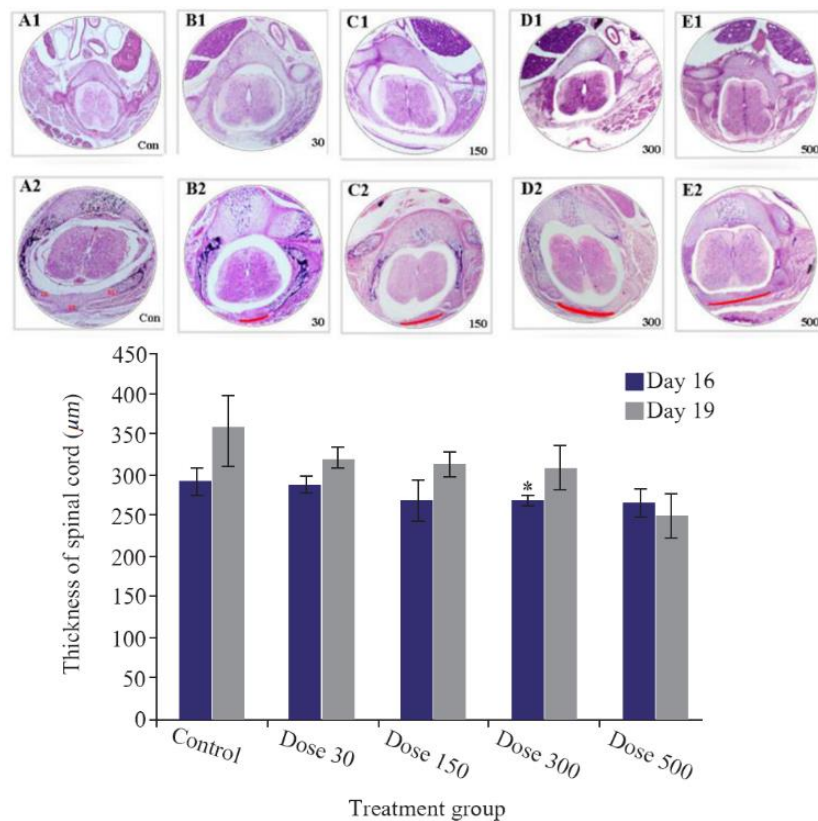 A1
B1
C1
D1
E1
Con
30
150
300
500
A2
B2
C2
D2
E2
Con
30
150
300
500
450
400
350
300
250
200
150
100
50
0
Thickness of spinal cord (μm)
Day 16
Day 19
*
Control
Dose 30
Dose 150
Dose 300
Dose 500
Treatment group